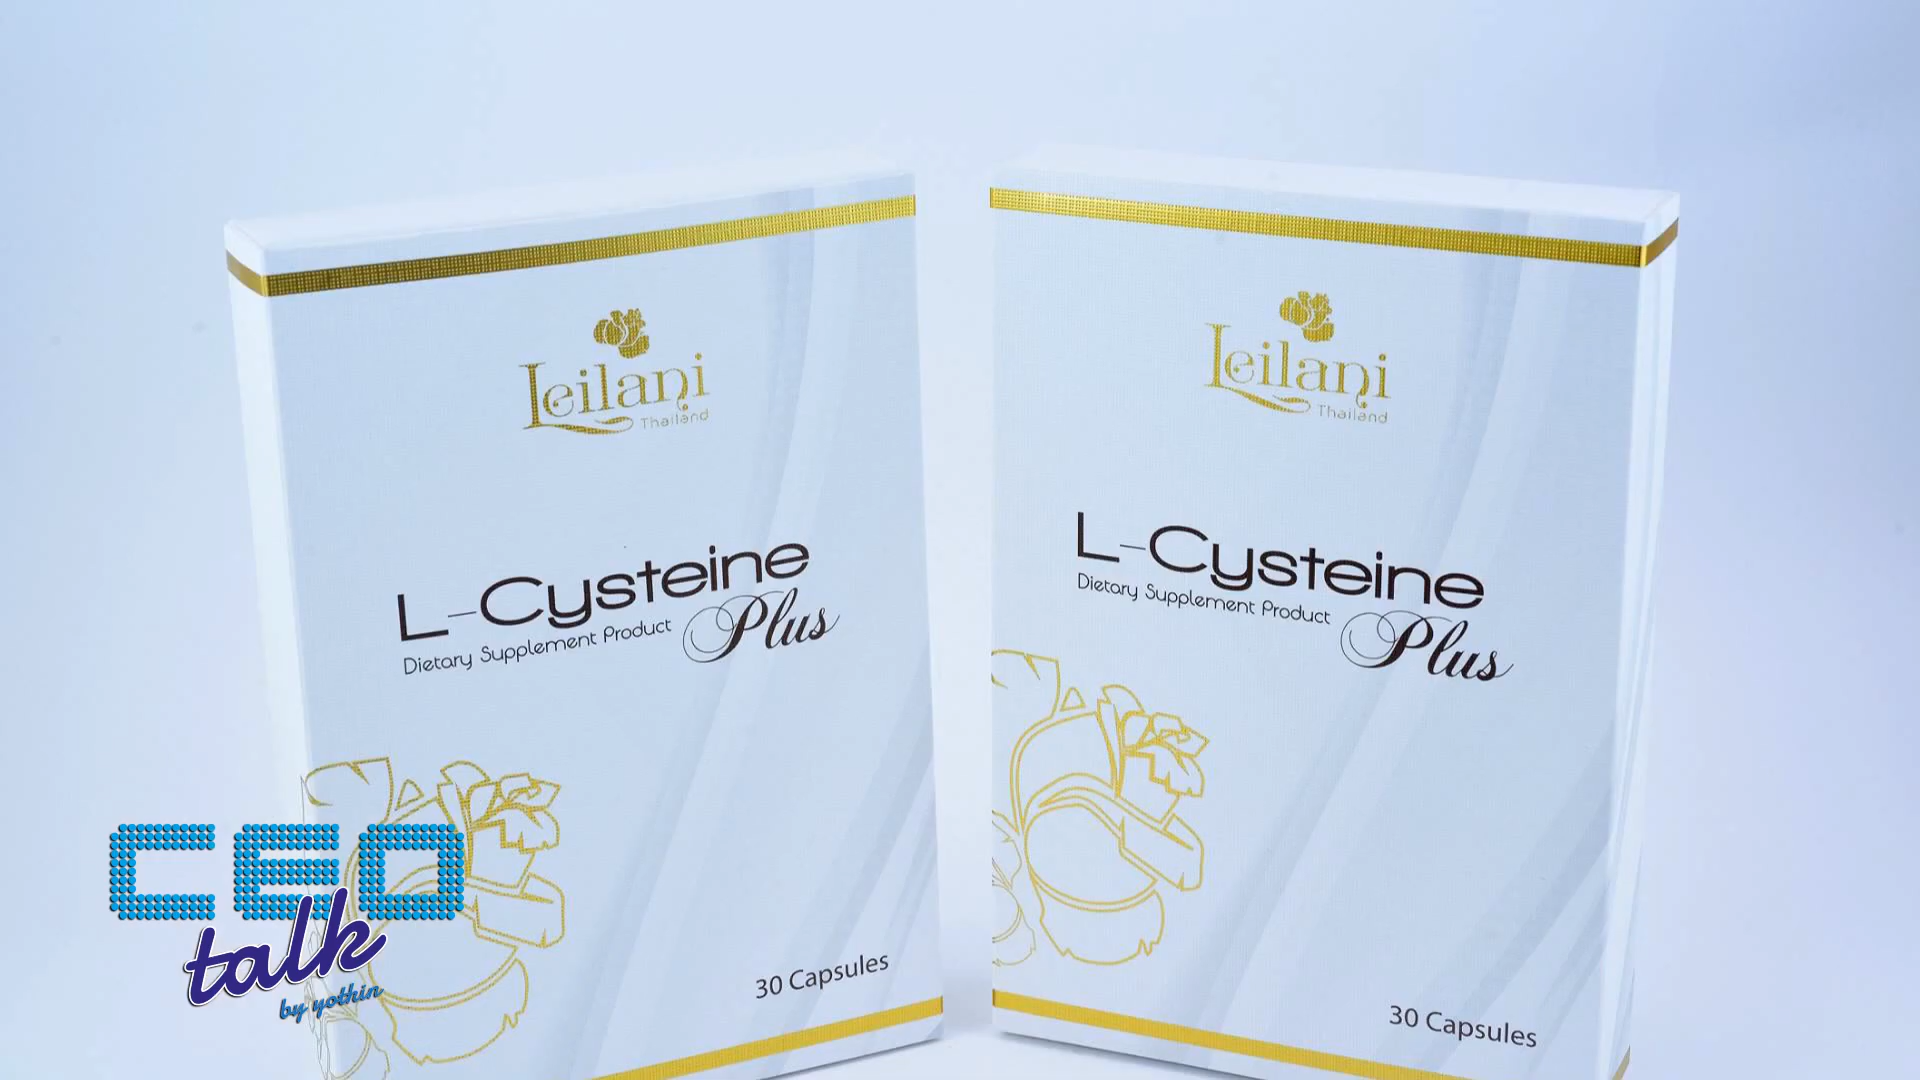 Leilani
Thailand
L-Cysteine
Dietary Supplement Product
Plus
30 Capsules
Leilani
Thailand
L-Cysteine
Dietary Supplement Product
Plus
30 Capsules
CEO
talk
by yothin